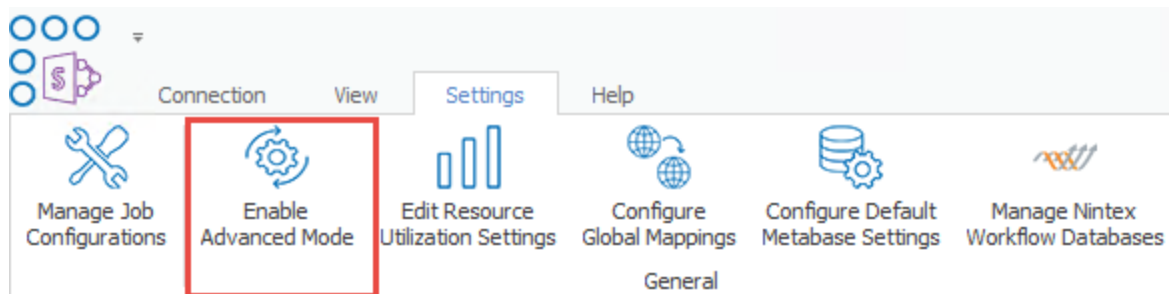 Connection View Settings Help
Manage Job Configurations
Enable Advanced Mode
Edit Resource Utilization Settings
Configure Global Mappings
Configure Default Metabase Settings
Manage Nintex Workflow Databases
General